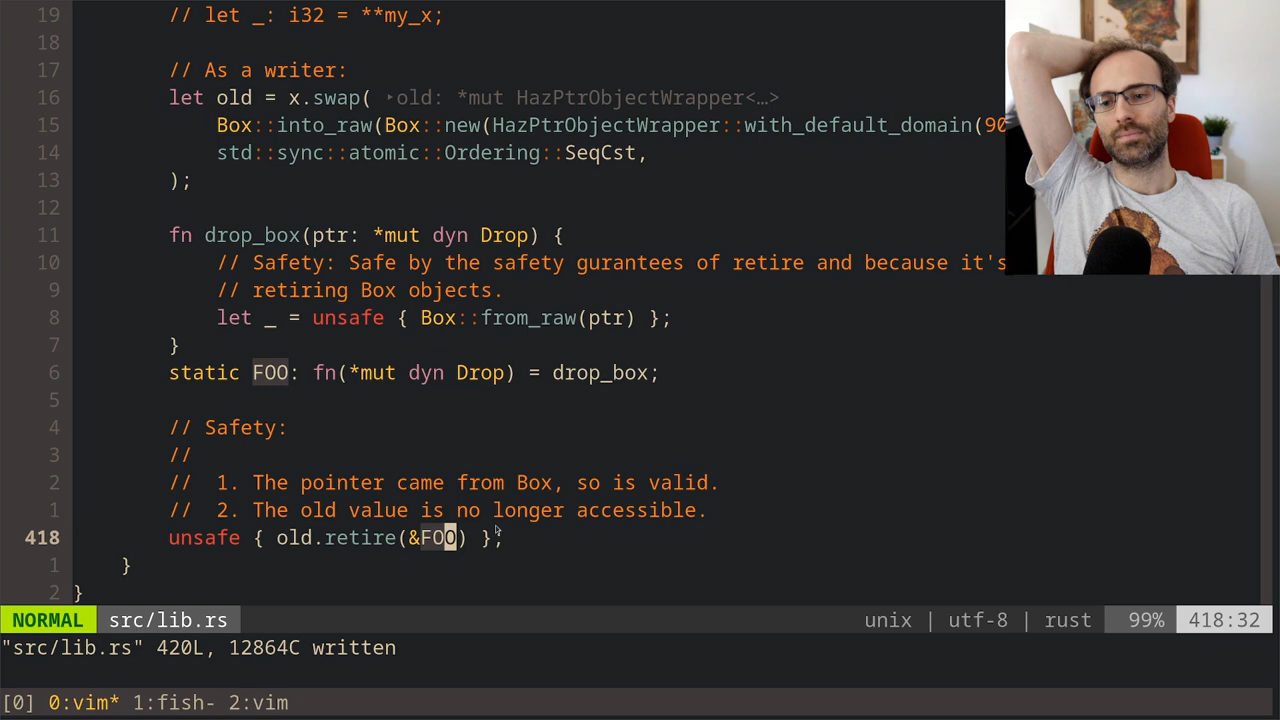 19 // let _: i32 = **my_x;
18
17 // As a writer:
16 let old = x.swap( ▸old: *mut HazPtrObjectWrapper<…>
15 Box::into_raw(Box::new(HazPtrObjectWrapper::with_default_domain(90
14 std::sync::atomic::Ordering::SeqCst,
13 );
12
11 fn drop_box(ptr: *mut dyn Drop) {
10 // Safety: Safe by the safety gurantees of retire and because it's
9 // retiring Box objects.
8 let _ = unsafe { Box::from_raw(ptr) };
7 }
6 static FOO: fn(*mut dyn Drop) = drop_box;
5
4 // Safety:
3 //
2 // 1. The pointer came from Box, so is valid.
1 // 2. The old value is no longer accessible.
418 unsafe { old.retire(&FOO) };
1 }
2 }
NORMAL src/lib.rs unix | utf-8 | rust 99% 418:32
"src/lib.rs" 420L, 12864C written
[0] 0:vim* 1:fish- 2:vim